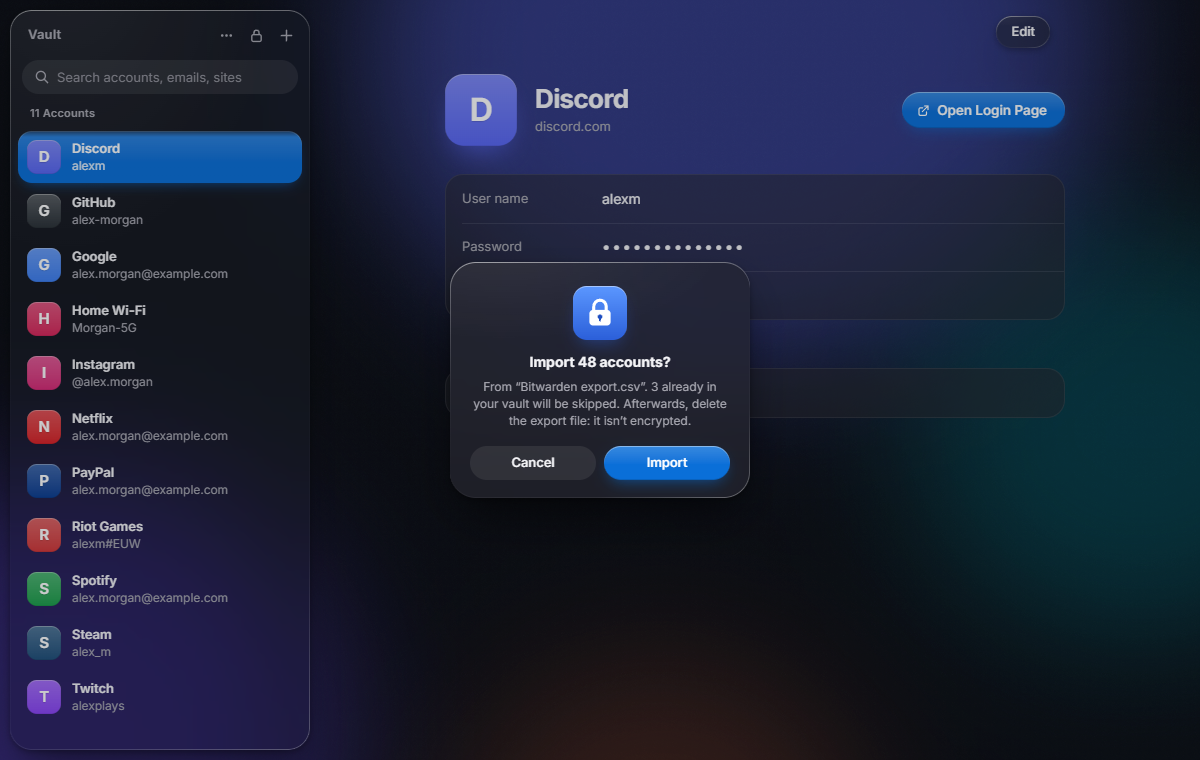 Vault
Search accounts, emails, sites
11 Accounts
D
Discord
alexm
G
GitHub
alex-morgan
G
Google
alex.morgan@example.com
H
Home Wi-Fi
Morgan-5G
I
Instagram
@alex.morgan
N
Netflix
alex.morgan@example.com
P
PayPal
alex.morgan@example.com
R
Riot Games
alexm#EUW
S
Spotify
alex.morgan@example.com
S
Steam
alex_m
T
Twitch
alexplays
Edit
D
Discord
discord.com
Open Login Page
User name alexm
Password ••••••••••••••
Import 48 accounts?
From “Bitwarden export.csv”. 3 already in
your vault will be skipped. Afterwards, delete
the export file: it isn’t encrypted.
Cancel Import